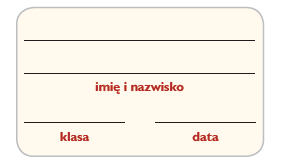 imię i nazwisko
klasa data